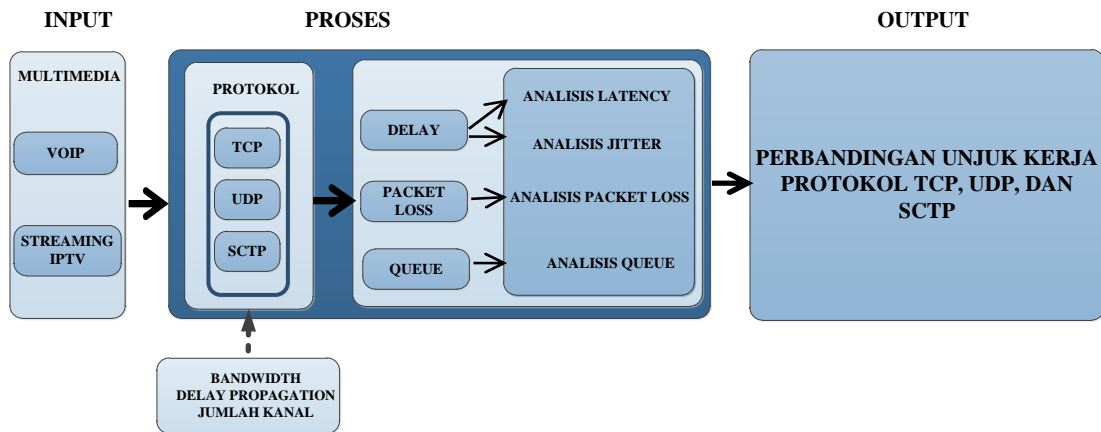 INPUT
PROSES
OUTPUT
MULTIMEDIA
VOIP
STREAMING
IPTV
PROTOKOL
TCP
UDP
SCTP
DELAY
PACKET
LOSS
QUEUE
ANALISIS LATENCY
ANALISIS JITTER
ANALISIS PACKET LOSS
ANALISIS QUEUE
PERBANDINGAN UNJUK KERJA
PROTOKOL TCP, UDP, DAN
SCTP
BANDWIDTH
DELAY PROPAGATION
JUMLAH KANAL